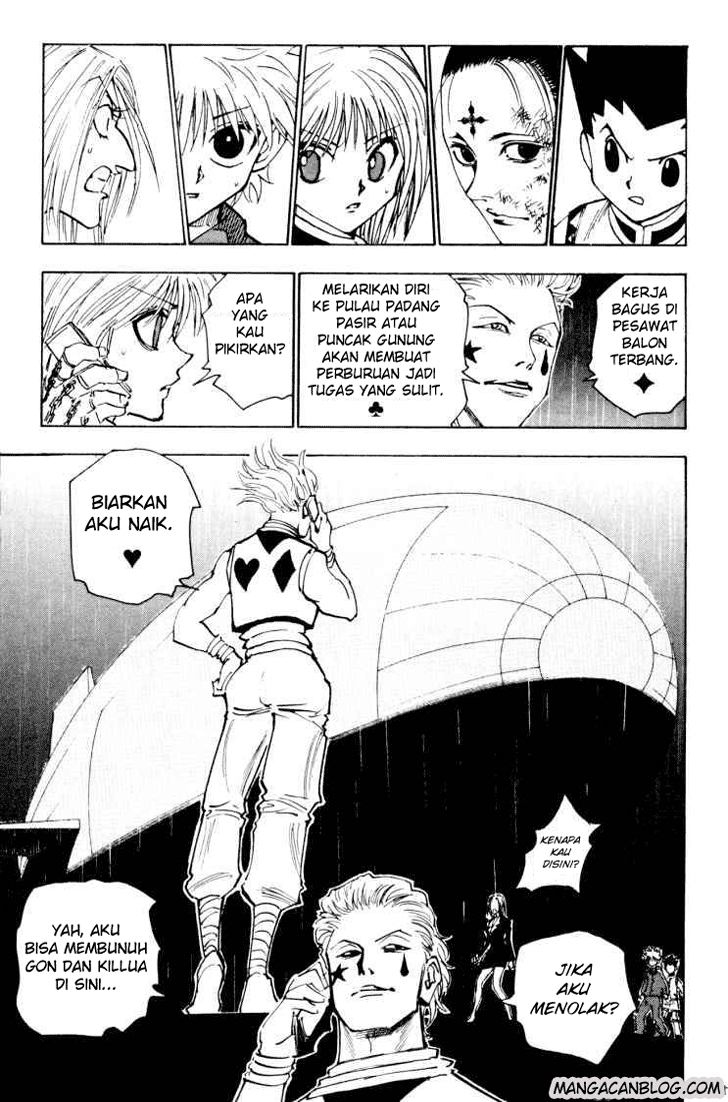 KERJA
BAGUS DI
PESAWAT
BALON
TERBANG.
♦
MELARIKAN DIRI
KE PULAU PADANG
PASIR ATAU
PUNCAK GUNUNG
AKAN MEMBUAT
PERBURUAN JADI
TUGAS YANG SULIT.
♣
APA
YANG
KAU
PIKIRKAN?
BIARKAN
AKU NAIK.
♥
KENAPA
KAU
DISINI?
JIKA
AKU
MENOLAK?
YAH, AKU
BISA MEMBUNUH
GON DAN KILLUA
DI SINI...
MANGACANBLOG.COM